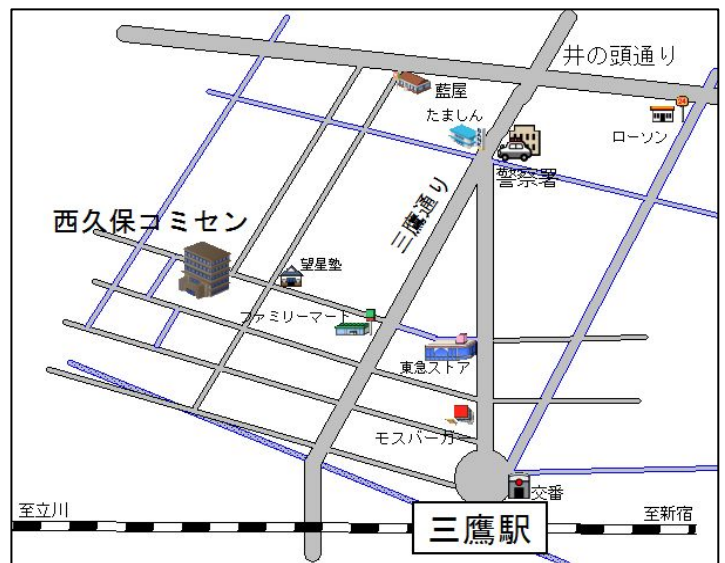 井の頭通り
藍屋
たましん
24
ローソン
警察署
三鷹通り
西久保コミセン
望星塾
ファミリーマート
東急ストア
モスバーガー
交番
至立川
三鷹駅
至新宿